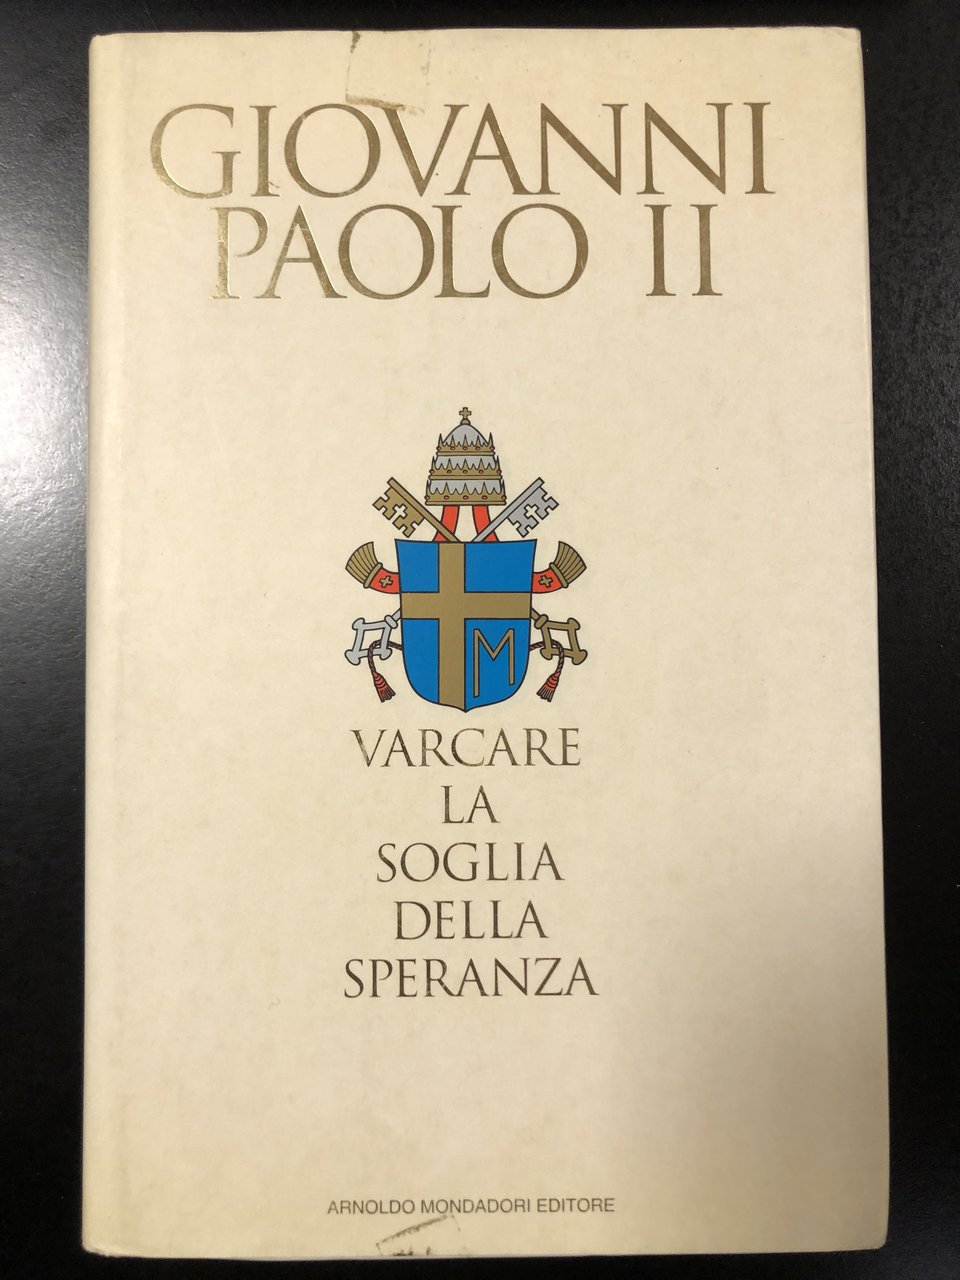 GIOVANNI
PAOLO II
M
VARCARE
LA
SOGLIA
DELLA
SPERANZA
ARNOLDO MONDADORI EDITORE